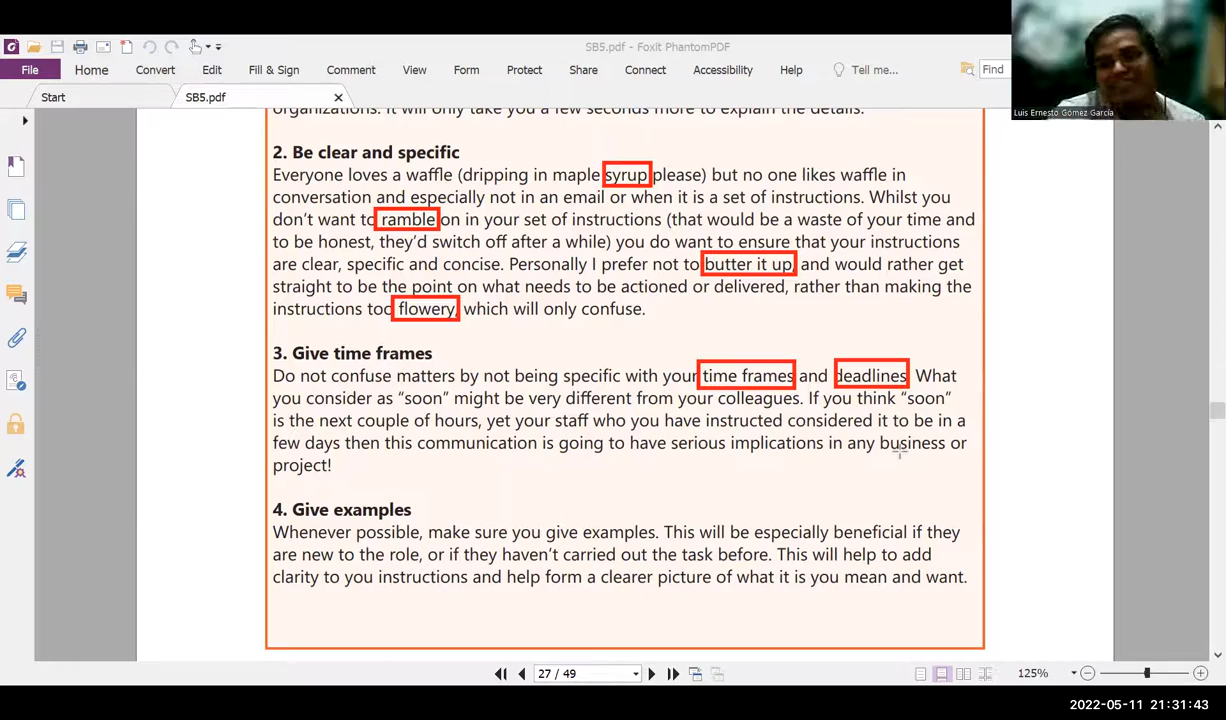 SB5.pdf - Foxit PhantomPDF
File Home Convert Edit Fill & Sign Comment View Form Protect Share Connect Accessibility Help Tell me... Find
Luis Ernesto Gómez García
Start SB5.pdf
organizations. It will only take you a few seconds more to explain the details.
2. Be clear and specific
Everyone loves a waffle (dripping in maple syrup please) but no one likes waffle in
conversation and especially not in an email or when it is a set of instructions. Whilst you
don't want to ramble on in your set of instructions (that would be a waste of your time and
to be honest, they'd switch off after a while) you do want to ensure that your instructions
are clear, specific and concise. Personally I prefer not to butter it up, and would rather get
straight to be the point on what needs to be actioned or delivered, rather than making the
instructions too flowery, which will only confuse.
3. Give time frames
Do not confuse matters by not being specific with your time frames and deadlines. What
you consider as “soon” might be very different from your colleagues. If you think “soon”
is the next couple of hours, yet your staff who you have instructed considered it to be in a
few days then this communication is going to have serious implications in any business or
project!
4. Give examples
Whenever possible, make sure you give examples. This will be especially beneficial if they
are new to the role, or if they haven't carried out the task before. This will help to add
clarity to you instructions and help form a clearer picture of what it is you mean and want.
27 / 49
125%
2022-05-11 21:31:43